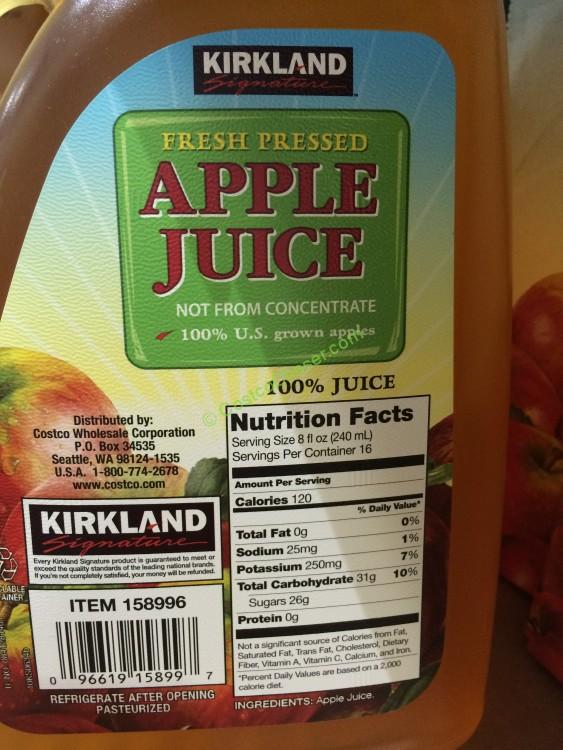 KIRKLAND
Signature
FRESH PRESSED
APPLE
JUICE
NOT FROM CONCENTRATE
100% U.S. grown apples
100% JUICE
Distributed by:
Costco Wholesale Corporation
P.O. Box 34535
Seattle, WA 98124-1535
U.S.A. 1-800-774-2678
www.costco.com
KIRKLAND
Signature
Every Kirkland Signature product is guaranteed to meet or
exceed the quality standards of the leading national brands.
If you're not completely satisfied, your money will be refunded.
ITEM 158996
0 96619 15899 7
REFRIGERATE AFTER OPENING
PASTEURIZED
Nutrition Facts
Serving Size 8 fl oz (240 mL)
Servings Per Container 16
Amount Per Serving
Calories 120
% Daily Value*
Total Fat 0g 0%
Sodium 25mg 1%
Potassium 250mg 7%
Total Carbohydrate 31g 10%
Sugars 26g
Protein 0g
Not a significant source of Calories from Fat,
Saturated Fat, Trans Fat, Cholesterol, Dietary
Fiber, Vitamin A, Vitamin C, Calcium, and Iron.
*Percent Daily Values are based on a 2,000
calorie diet.
INGREDIENTS: Apple Juice.